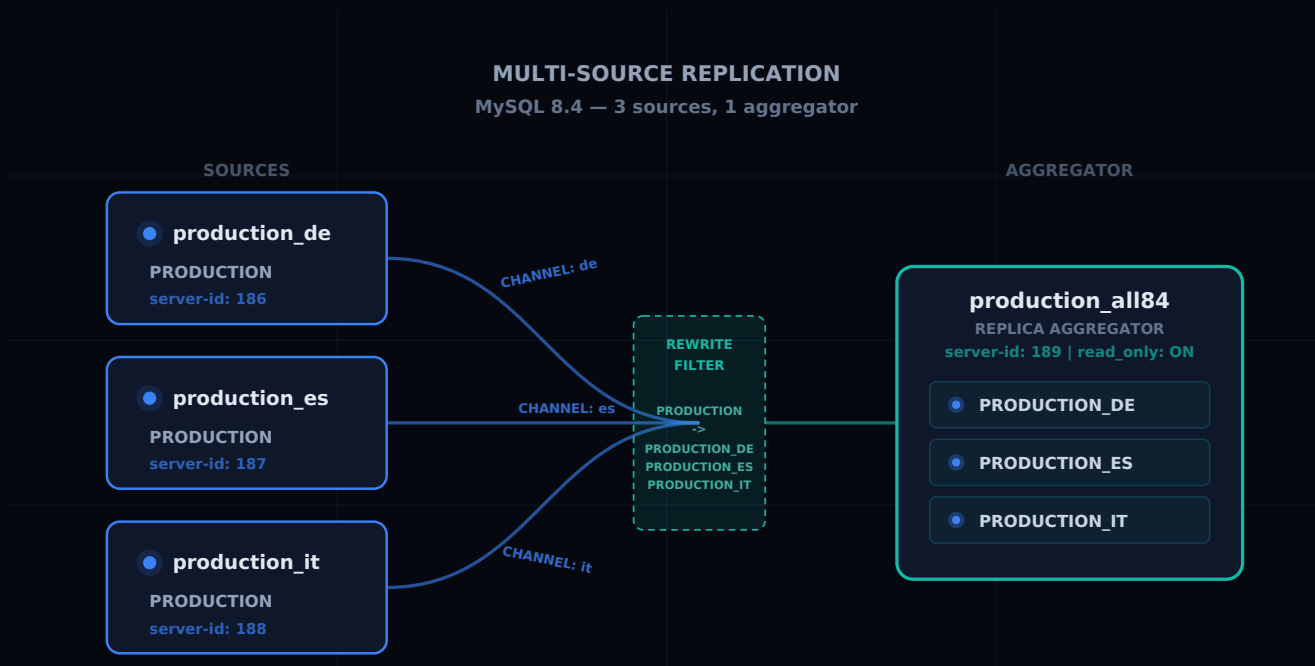 MULTI-SOURCE REPLICATION
MySQL 8.4 — 3 sources, 1 aggregator
SOURCES
production_de
PRODUCTION
server-id: 186
production_es
PRODUCTION
server-id: 187
production_it
PRODUCTION
server-id: 188
CHANNEL: de
CHANNEL: es
CHANNEL: it
REWRITE
FILTER
PRODUCTION
->
PRODUCTION_DE
PRODUCTION_ES
PRODUCTION_IT
AGGREGATOR
production_all84
REPLICA AGGREGATOR
server-id: 189 | read_only: ON
PRODUCTION_DE
PRODUCTION_ES
PRODUCTION_IT